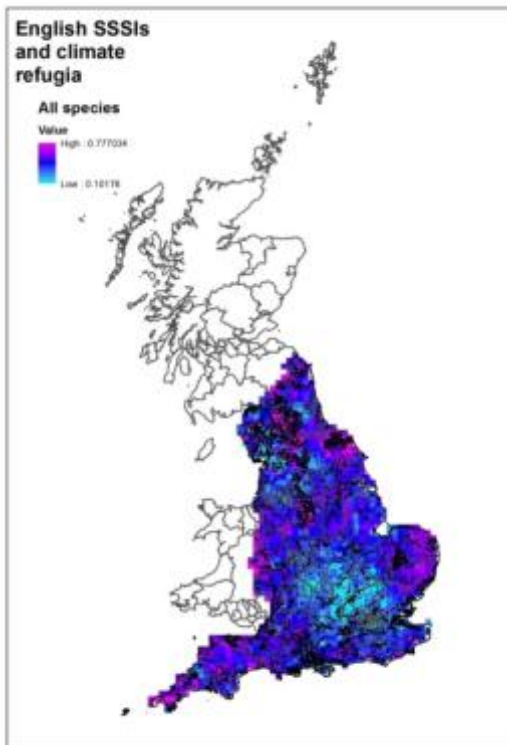 English SSSIs
and climate
refugia
All species
Value
High : 0.777034
Low : 0.10176